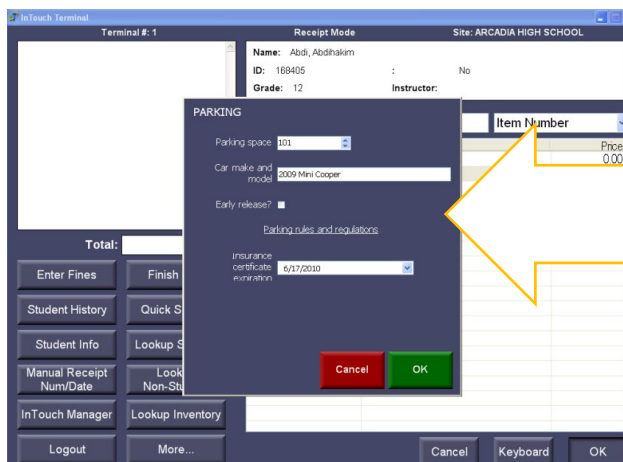 InTouch Terminal
Terminal #: 1 Receipt Mode Site: ARCADIA HIGH SCHOOL
Name: Abdi, Abdihakim
ID: 168405 : No
Grade: 12 Instructor:
PARKING
Item Number
Parking space 101
Price
0.00
Car make and model 2009 Mini Cooper
Early release?
Parking rules and regulations
Total:
Insurance certificate expiration 6/17/2010
Enter Fines Finish
Student History Quick S
Student Info Lookup S
Cancel OK
Manual Receipt Num/Date Look Non-Stu
InTouch Manager Lookup Inventory
Logout More... Cancel Keyboard OK